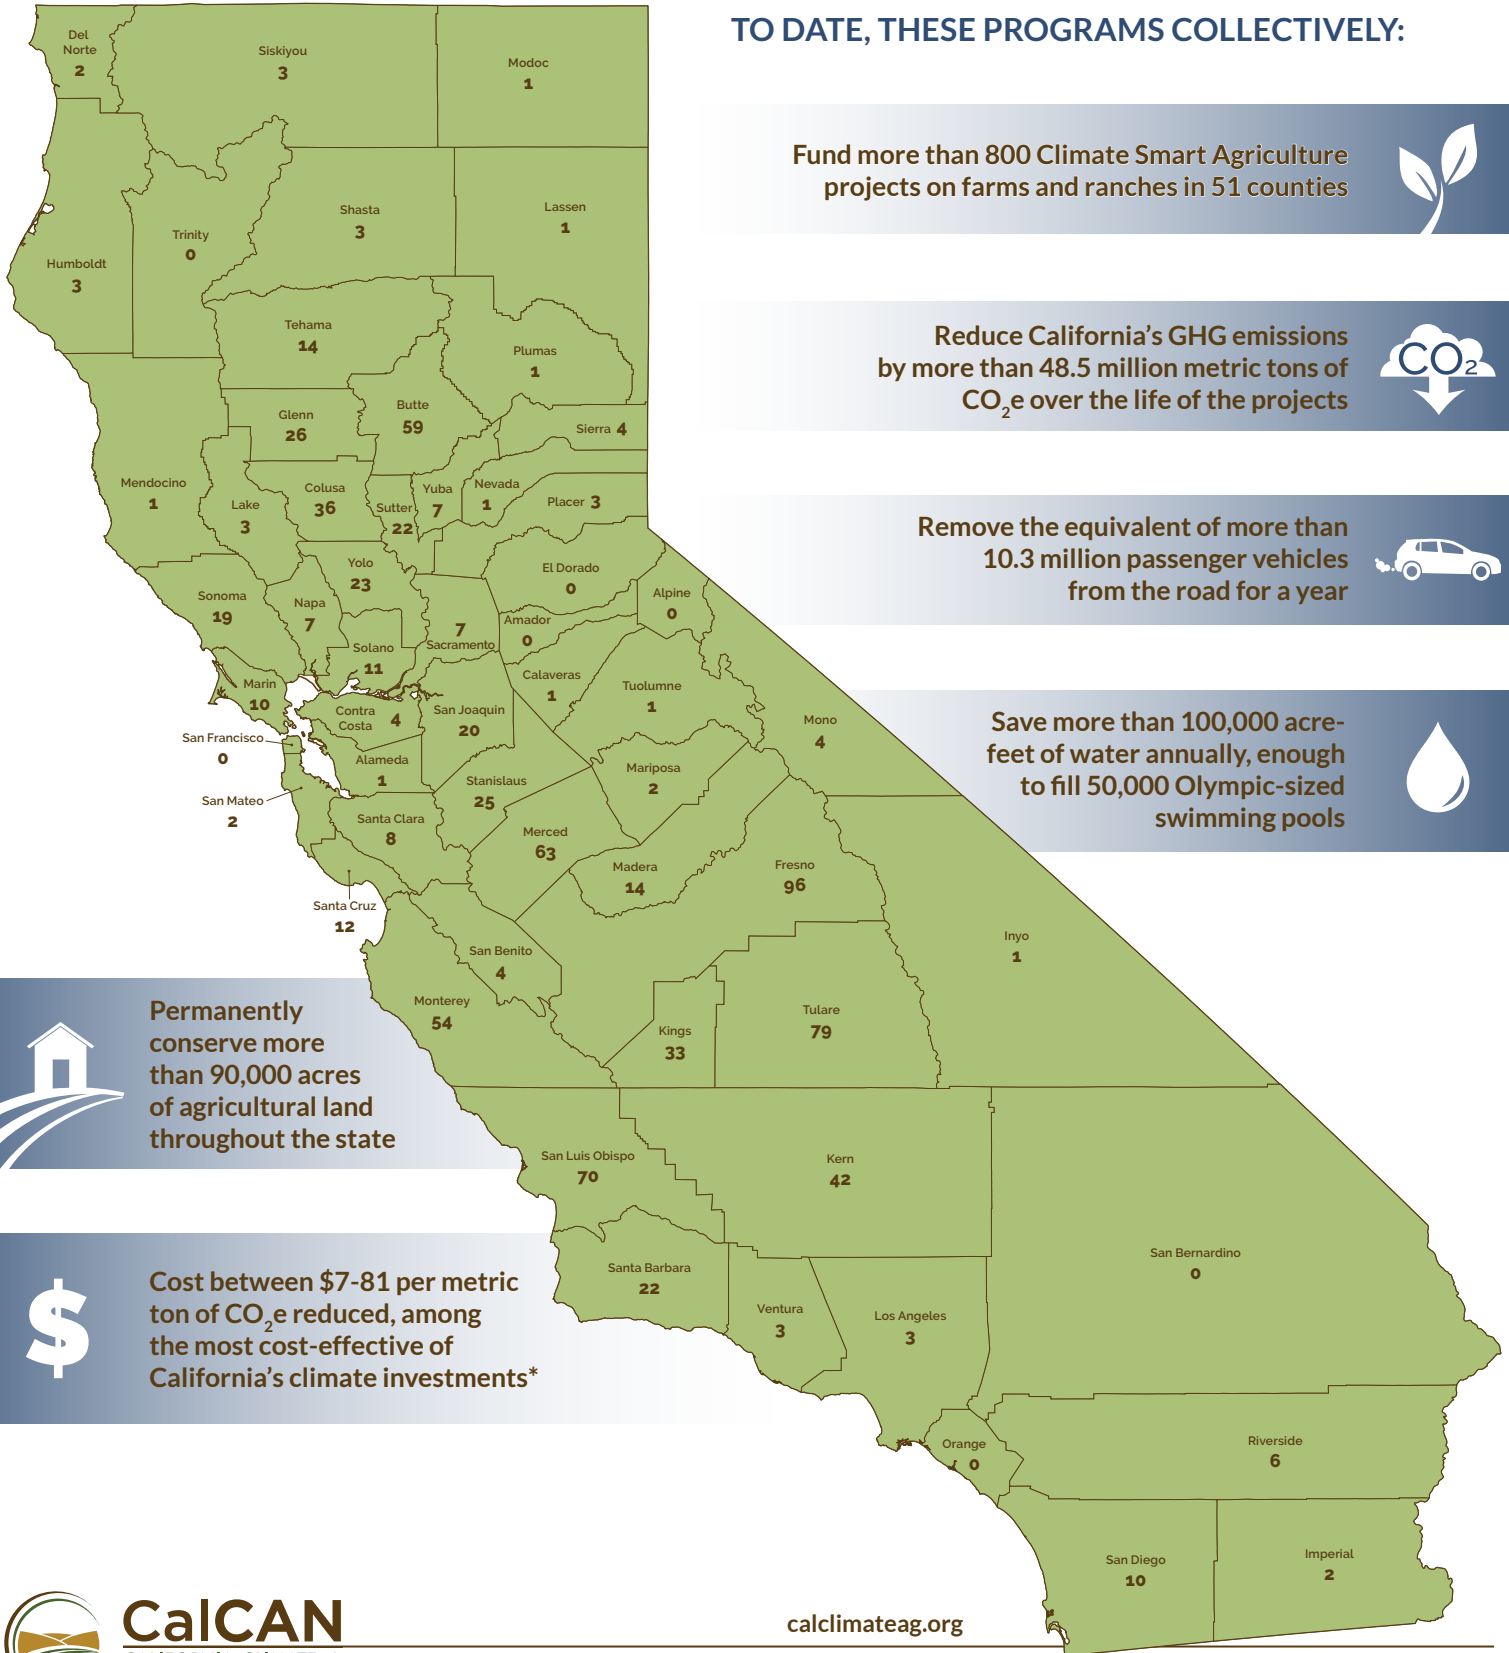 TO DATE, THESE PROGRAMS COLLECTIVELY:
Fund more than 800 Climate Smart Agriculture
projects on farms and ranches in 51 counties
Reduce California’s GHG emissions
by more than 48.5 million metric tons of
CO₂e over the life of the projects
CO₂
Remove the equivalent of more than
10.3 million passenger vehicles
from the road for a year
Save more than 100,000 acre-
feet of water annually, enough
to fill 50,000 Olympic-sized
swimming pools
Permanently
conserve more
than 90,000 acres
of agricultural land
throughout the state
$
Cost between $7-81 per metric
ton of CO₂e reduced, among
the most cost-effective of
California’s climate investments*
Del
Norte
2
Siskiyou
3
Modoc
1
Humboldt
3
Trinity
0
Shasta
3
Lassen
1
Tehama
14
Plumas
1
Glenn
26
Butte
59
Sierra 4
Mendocino
1
Lake
3
Colusa
36
Sutter
22
Yuba
7
Nevada
1
Placer 3
Sonoma
19
Napa
7
Yolo
23
El Dorado
0
Alpine
0
Solano
11
7
Sacramento
Amador
0
Marin
10
Contra
Costa
4
San Joaquin
20
Calaveras
1
Tuolumne
1
Mono
4
San Francisco
0
Alameda
1
San Mateo
2
Santa Clara
8
Stanislaus
25
Mariposa
2
Merced
63
Madera
14
Fresno
96
Santa Cruz
12
San Benito
4
Inyo
1
Monterey
54
Kings
33
Tulare
79
San Luis Obispo
70
Kern
42
San Bernardino
0
Santa Barbara
22
Ventura
3
Los Angeles
3
Orange
0
Riverside
6
San Diego
10
Imperial
2
CalCAN
calclimateag.org